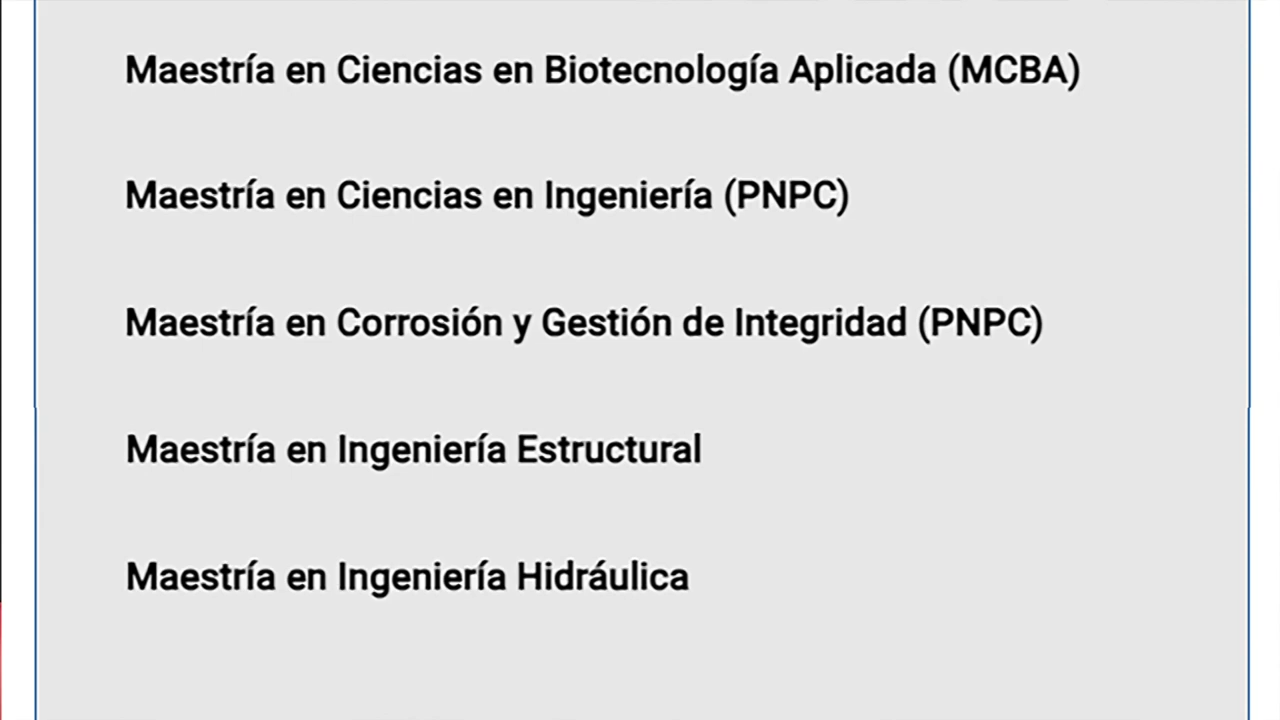 Maestría en Ciencias en Biotecnología Aplicada (MCBA)
Maestría en Ciencias en Ingeniería (PNPC)
Maestría en Corrosión y Gestión de Integridad (PNPC)
Maestría en Ingeniería Estructural
Maestría en Ingeniería Hidráulica